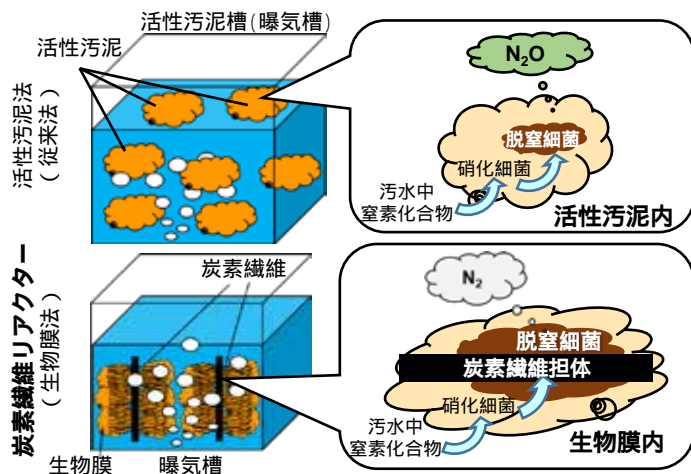 活性汚泥槽(曝気槽)
活性汚泥
活性汚泥法
(従来法)
N₂O
脱窒細菌
硝化細菌
汚水中
窒素化合物
活性汚泥内
炭素繊維リアクター
(生物膜法)
炭素繊維
生物膜
曝気槽
N₂
脱窒細菌
炭素繊維担体
硝化細菌
汚水中
窒素化合物
生物膜内